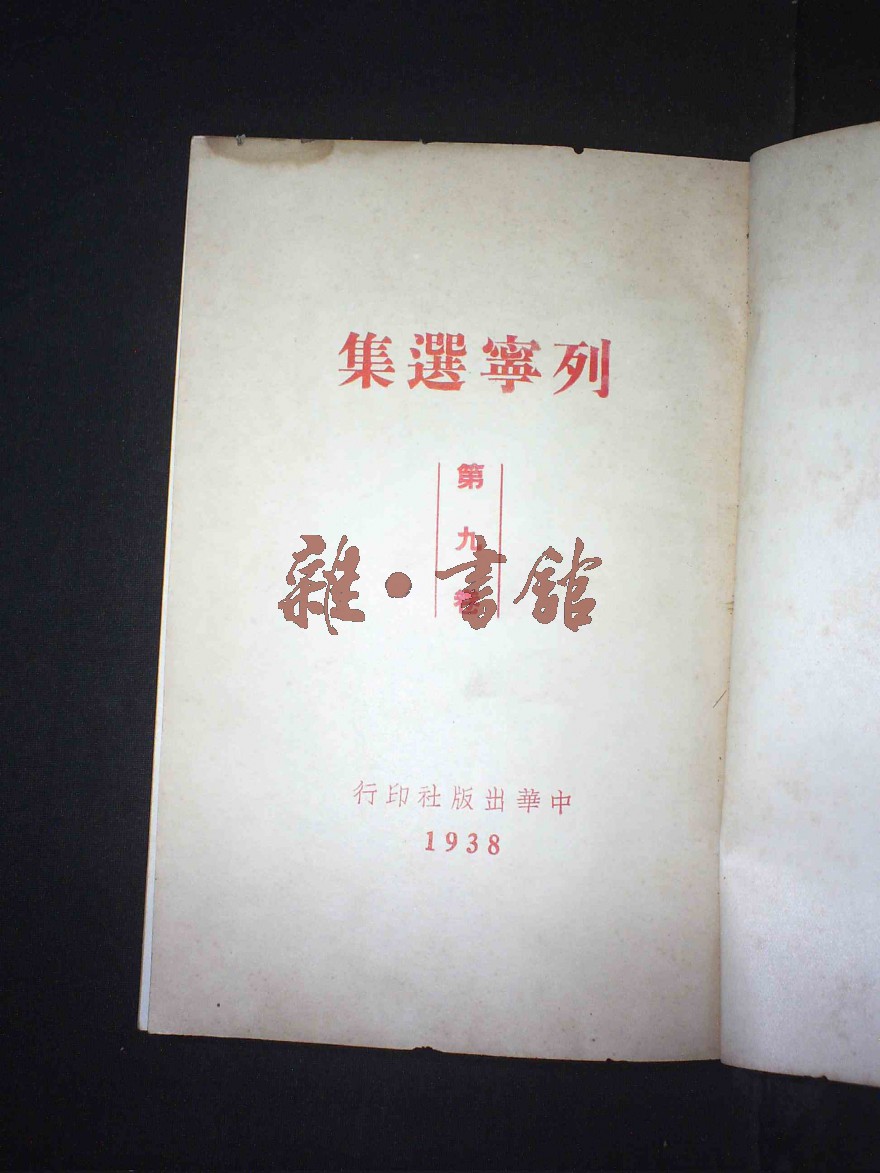 列寧選集
第九卷
雜·書館
中華出版社印行
1938